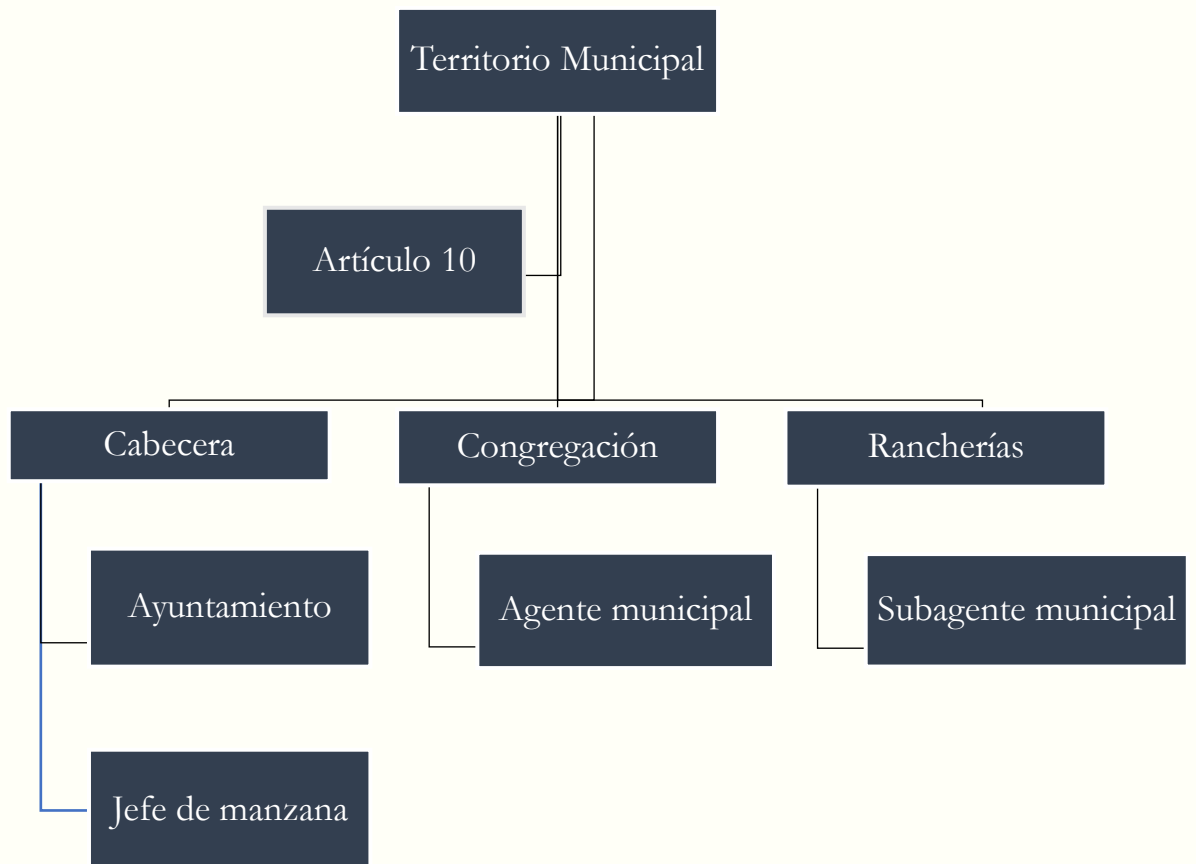 Territorio Municipal
Artículo 10
Cabecera
Congregación
Rancherías
Ayuntamiento
Agente municipal
Subagente municipal
Jefe de manzana